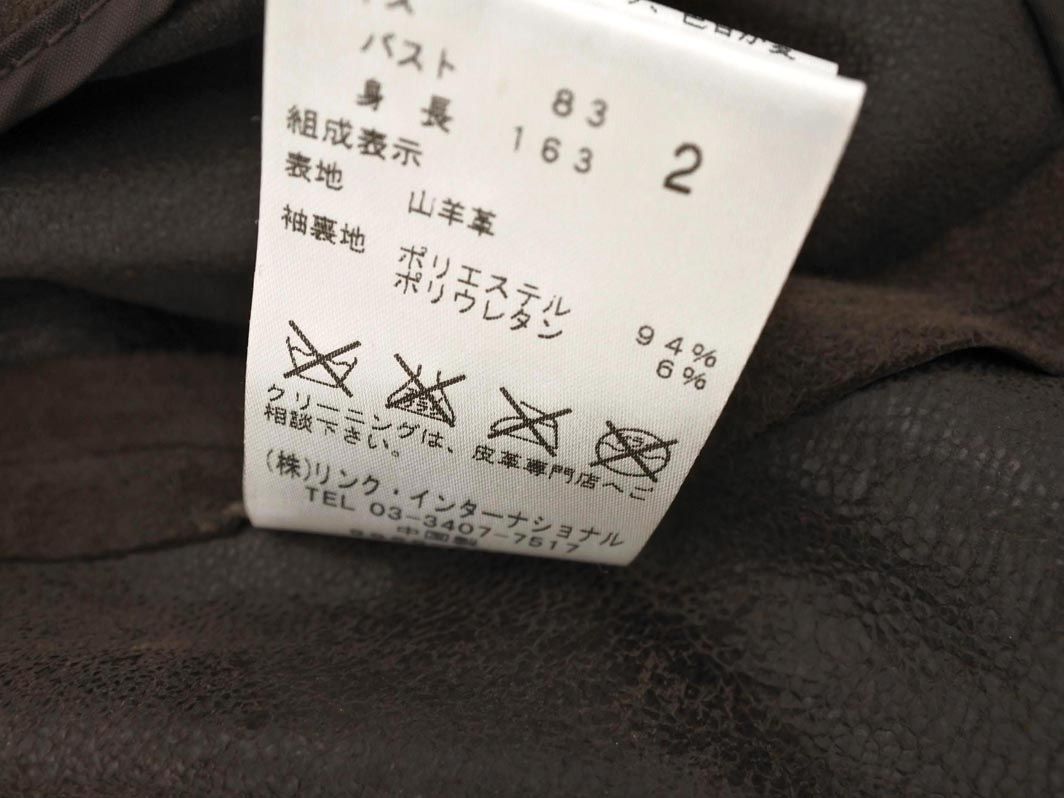 バスト 83
身長 163 2
組成表示
表地 山羊革
袖裏地 ポリエステル 94%
ポリウレタン 6%
クリーニングは、皮革専門店へご
相談下さい。
(株)リンク・インターナショナル
TEL 03-3407-7517
中国製